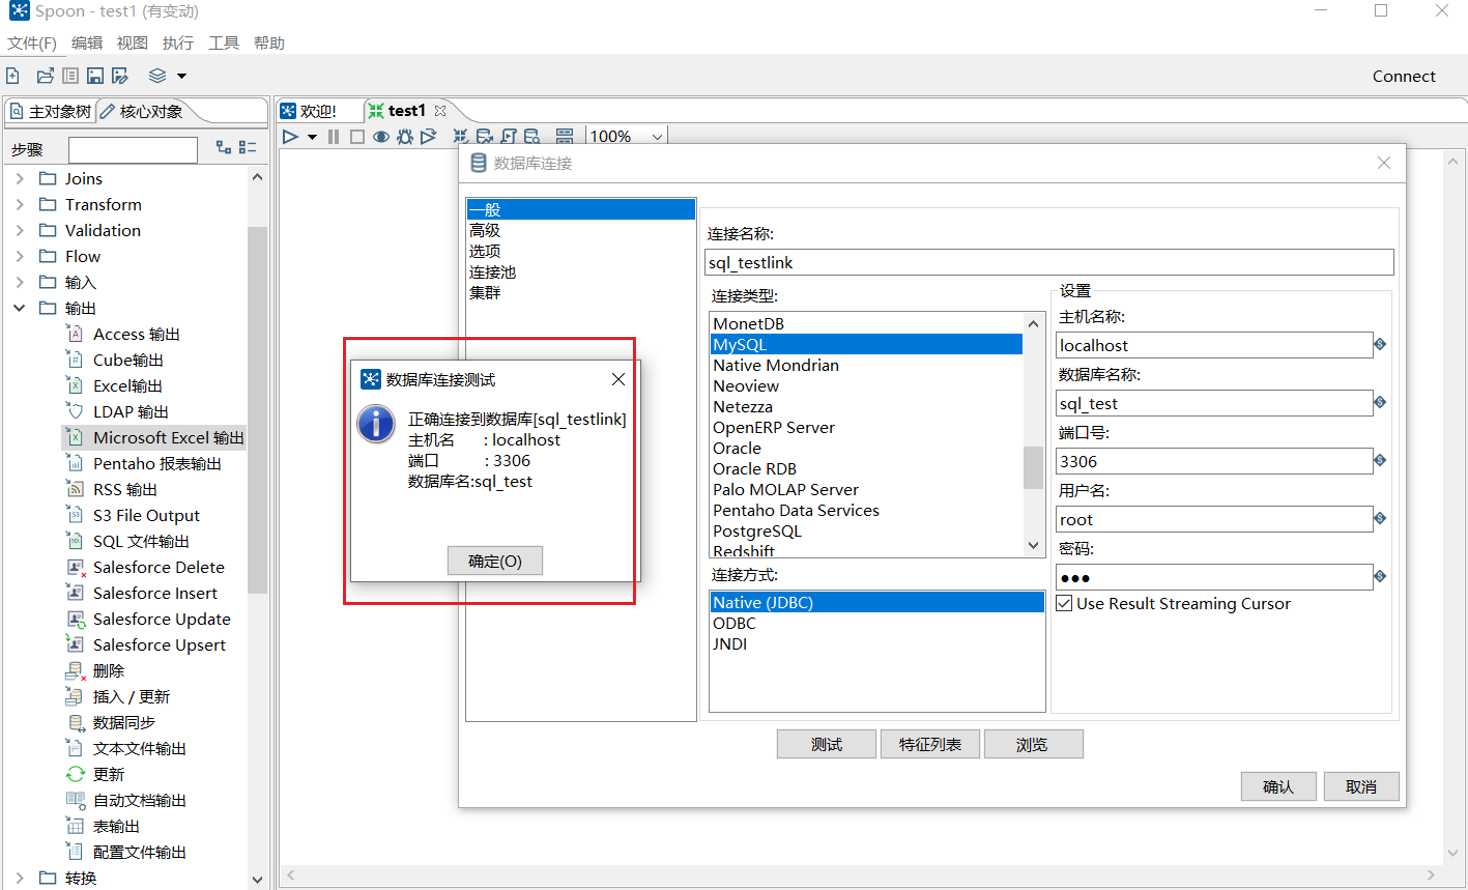 Spoon - test1 (有变动)
文件(F) 编辑 视图 执行 工具 帮助
Connect
主对象树 核心对象
步骤
Joins
Transform
Validation
Flow
输入
输出
Access 输出
Cube输出
Excel输出
LDAP 输出
Microsoft Excel 输出
Pentaho 报表输出
RSS 输出
S3 File Output
SQL 文件输出
Salesforce Delete
Salesforce Insert
Salesforce Update
Salesforce Upsert
删除
插入 / 更新
数据同步
文本文件输出
更新
自动文档输出
表输出
配置文件输出
转换
欢迎! test1
100%
数据库连接
一般
高级
选项
连接池
集群
连接名称:
sql_testlink
连接类型:
MonetDB
MySQL
Native Mondrian
Neoview
Netezza
OpenERP Server
Oracle
Oracle RDB
Palo MOLAP Server
Pentaho Data Services
PostgreSQL
Redshift
连接方式:
Native (JDBC)
ODBC
JNDI
设置
主机名称:
localhost
数据库名称:
sql_test
端口号:
3306
用户名:
root
密码:
●●●
Use Result Streaming Cursor
测试 特征列表 浏览
确认 取消
数据库连接测试
正确连接到数据库[sql_testlink]
主机名 : localhost
端口 : 3306
数据库名:sql_test
确定(O)